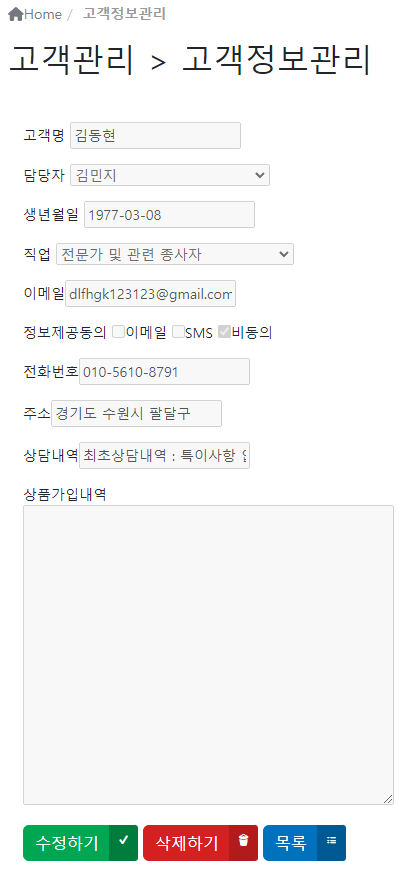 Home / 고객정보관리
고객관리 > 고객정보관리
고객명 김동현
담당자 김민지
생년월일 1977-03-08
직업 전문가 및 관련 종사자
이메일 dlfhgk123123@gmail.com
정보제공동의 이메일 SMS 비동의
전화번호 010-5610-8791
주소 경기도 수원시 팔달구
상담내역 최초상담내역 : 특이사항
상품가입내역
수정하기 삭제하기 목록